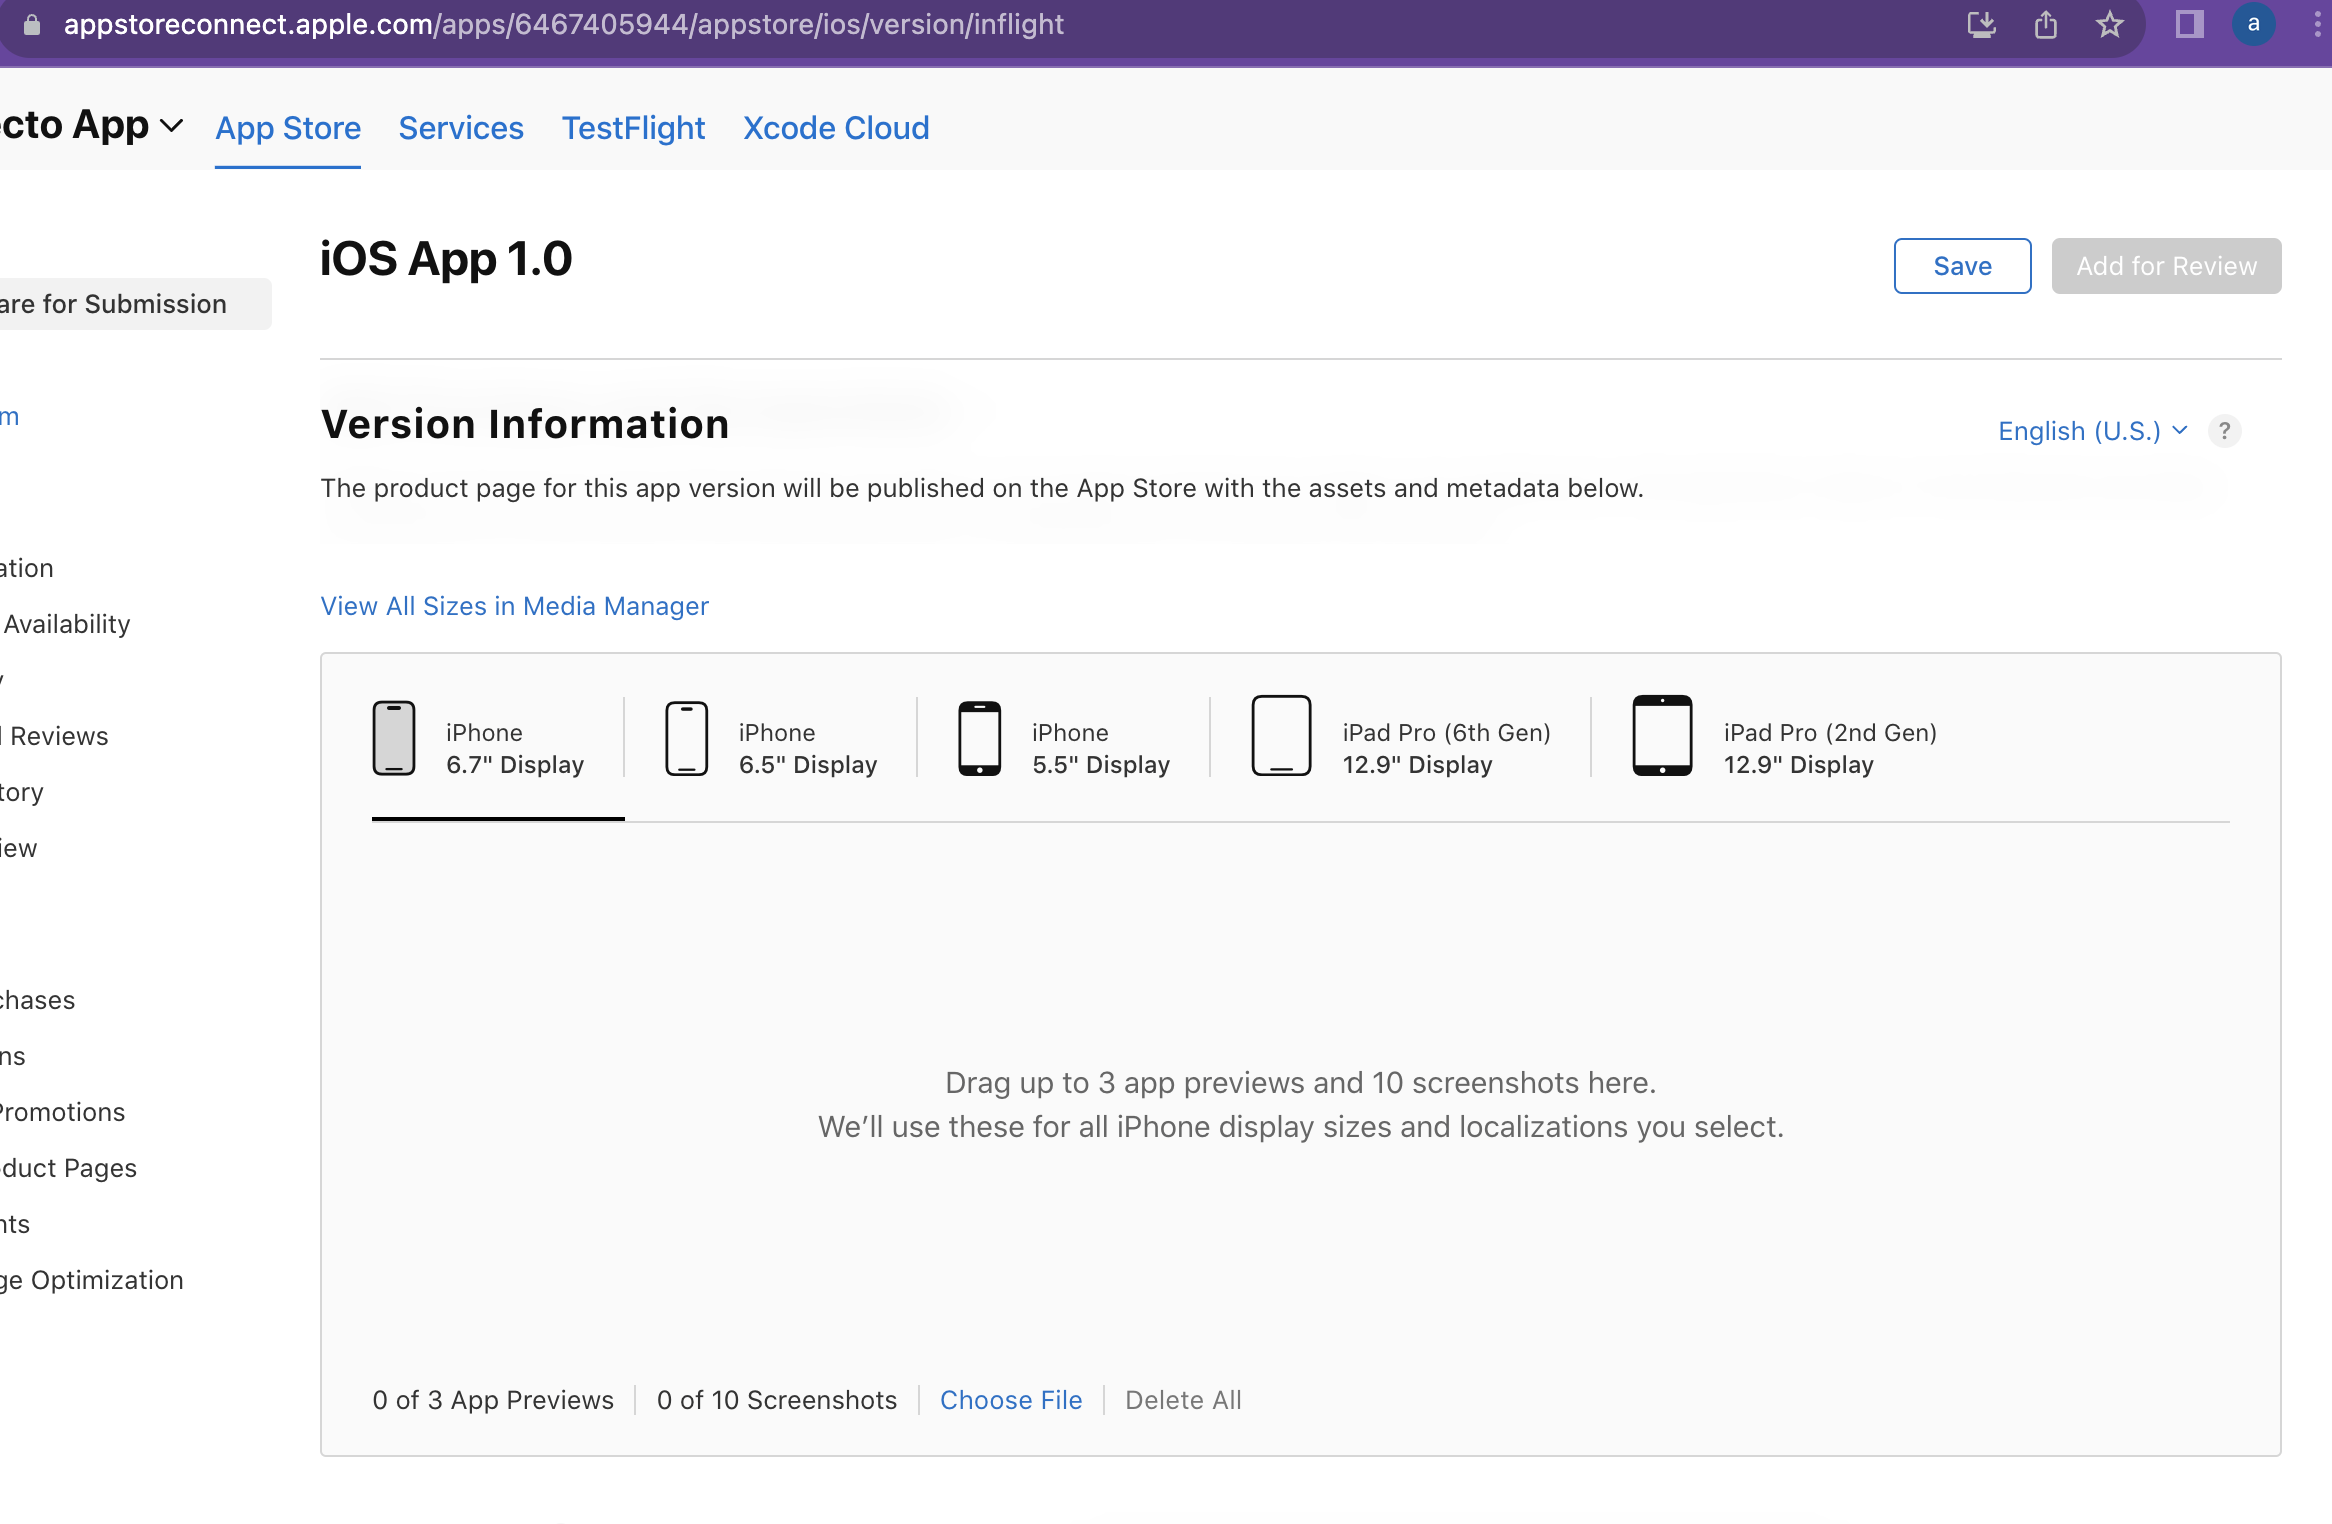 appstoreconnect.apple.com/apps/6467405944/appstore/ios/version/inflight
a
cto App
App Store
Services
TestFlight
Xcode Cloud
iOS App 1.0
Save
Add for Review
are for Submission
Version Information
English (U.S.)
?
m
The product page for this app version will be published on the App Store with the assets and metadata below.
ation
View All Sizes in Media Manager
Availability
y
Reviews
iPhone
6.7" Display
iPhone
6.5" Display
iPhone
5.5" Display
iPad Pro (6th Gen)
12.9" Display
iPad Pro (2nd Gen)
12.9" Display
tory
iew
chases
ns
Drag up to 3 app previews and 10 screenshots here.
We’ll use these for all iPhone display sizes and localizations you select.
Promotions
duct Pages
nts
ge Optimization
0 of 3 App Previews
0 of 10 Screenshots
Choose File
Delete All